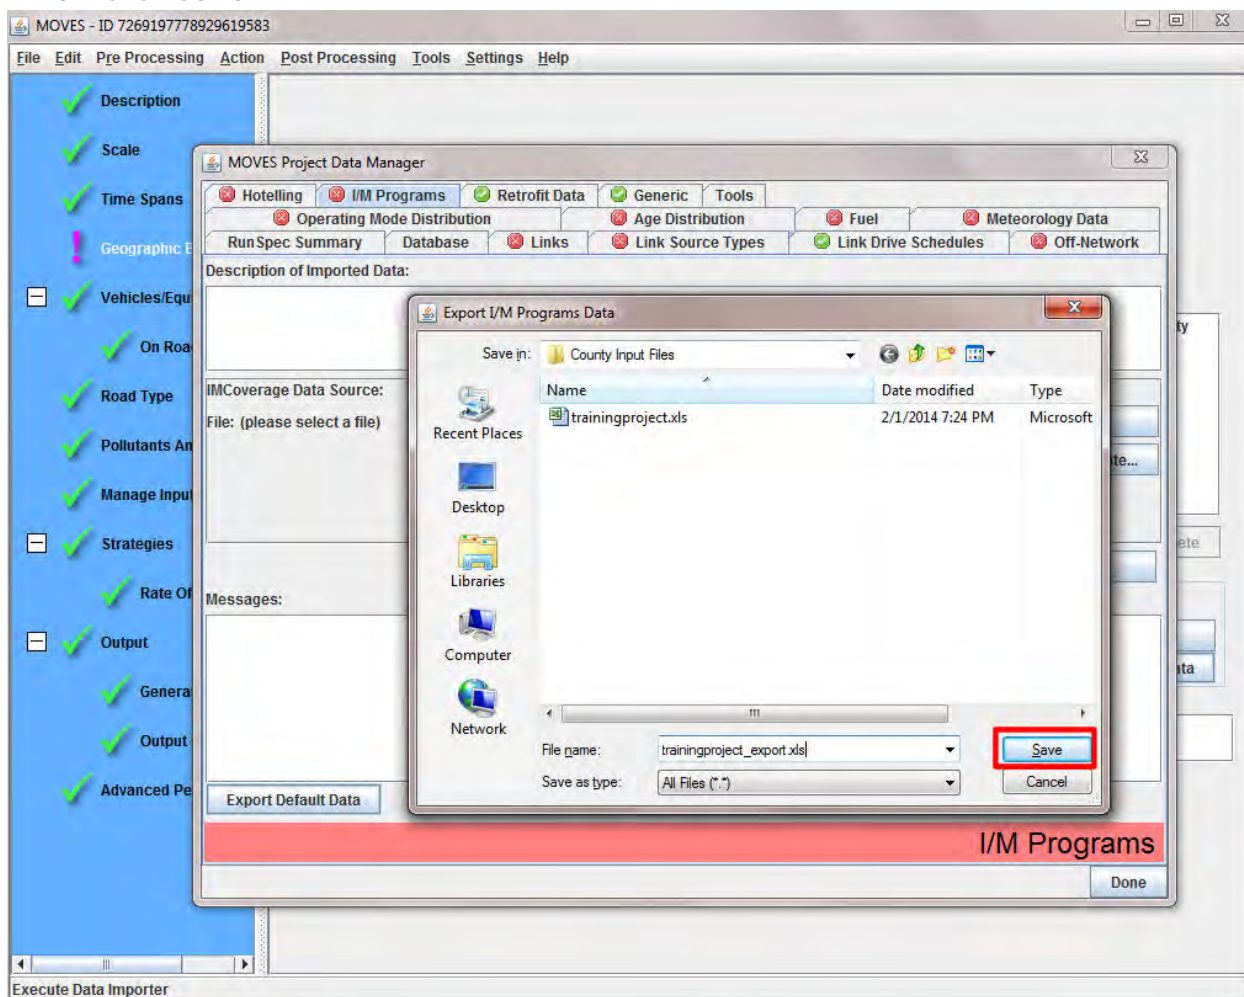 MOVES - ID 7269197778929619583
File Edit Pre Processing Action Post Processing Tools Settings Help
Description
Scale
Time Spans
Geographic
Vehicles/Equ
On Roa
Road Type
Pollutants An
Manage Input
Strategies
Rate Of
Output
Genera
Output
Advanced Pe
MOVES Project Data Manager
Hotelling I/M Programs Retrofit Data Generic Tools
Operating Mode Distribution Age Distribution Fuel Meteorology Data
RunSpec Summary Database Links Link Source Types Link Drive Schedules Off-Network
Description of Imported Data:
IMCoverage Data Source:
File: (please select a file)
Messages:
Export Default Data
I/M Programs
Done
Export I/M Programs Data
Save in: County Input Files
Name Date modified Type
trainingproject.xls 2/1/2014 7:24 PM Microsoft
Recent Places
Desktop
Libraries
Computer
Network
File name: trainingproject_export.xls
Save
Save as type: All Files (*.*)
Cancel
ty
te...
ete
ata
Execute Data Importer